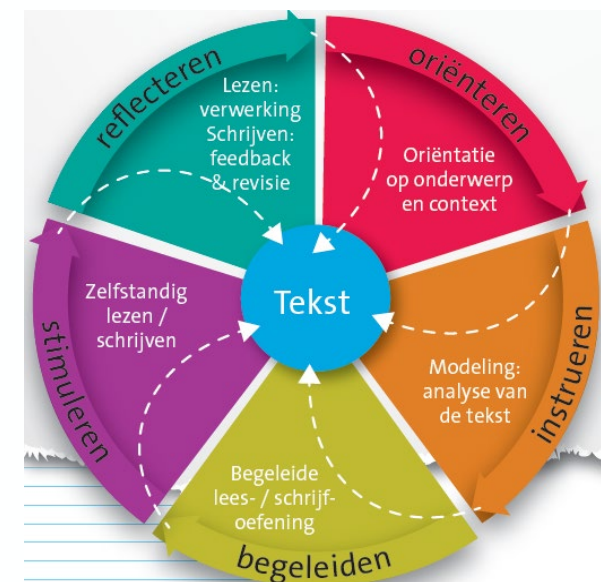 reflecteren
Lezen:
verwerking
Schrijven:
feedback
& revisie
oriënteren
Oriëntatie
op onderwerp
en context
instrueren
Modeling:
analyse van
de tekst
begeleiden
Begeleide
lees- / schrijf-
oefening
stimuleren
Zelfstandig
lezen /
schrijven
Tekst